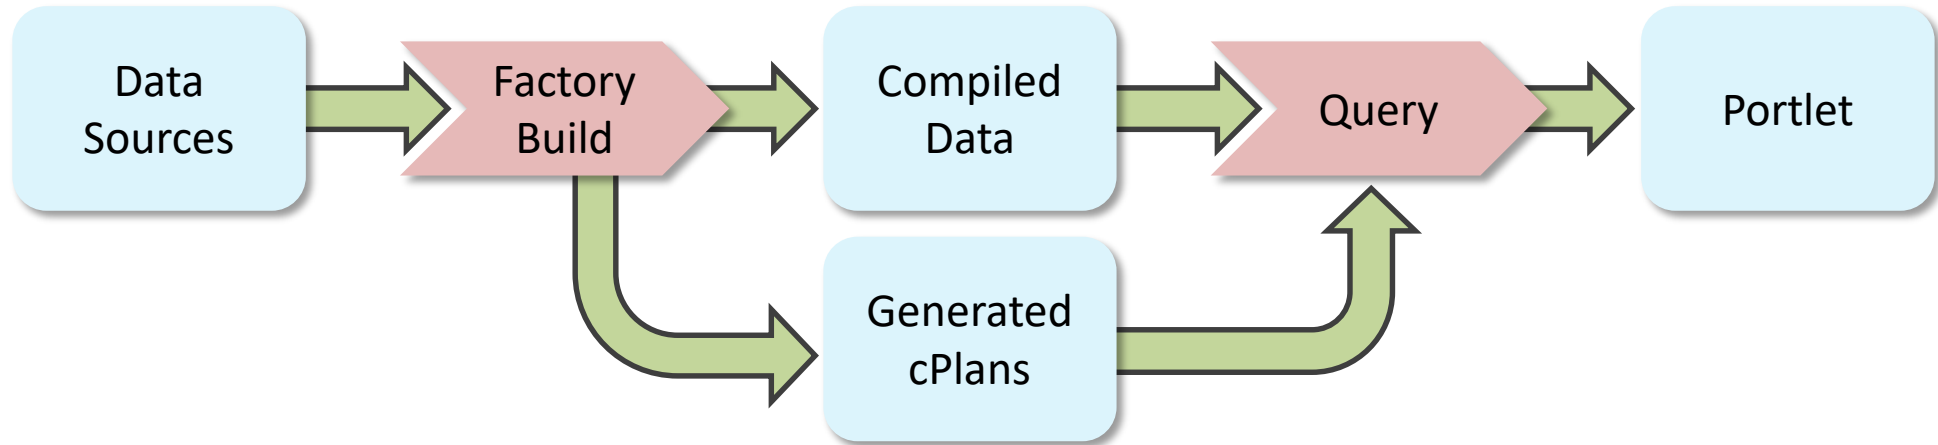 Data
Sources
Factory
Build
Compiled
Data
Query
Portlet
Generated
cPlans